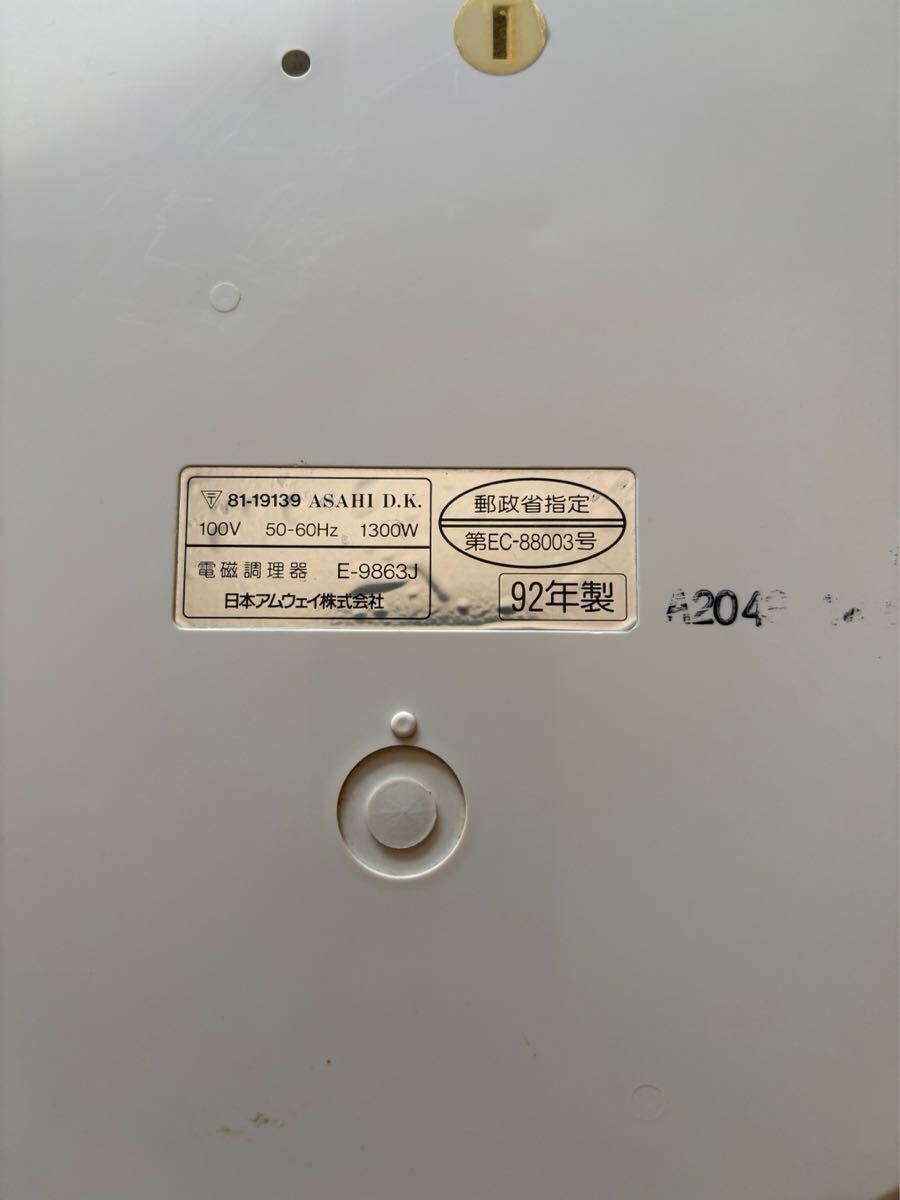 81-19139 ASAHI D.K.
100V 50-60Hz 1300W
電磁調理器 E-9863J
日本アムウェイ株式会社
郵政省指定
第EC-88003号
92年製